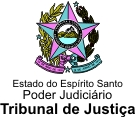 Estado do Espírito Santo
Poder Judiciário
Tribunal de Justiça